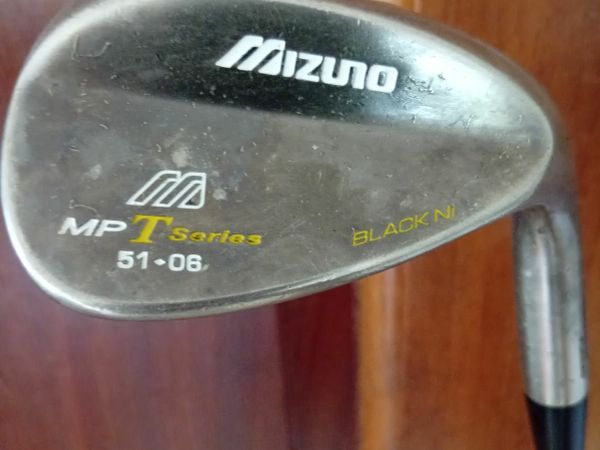 MIZUNO
MP T Series
51·06
BLACK Ni